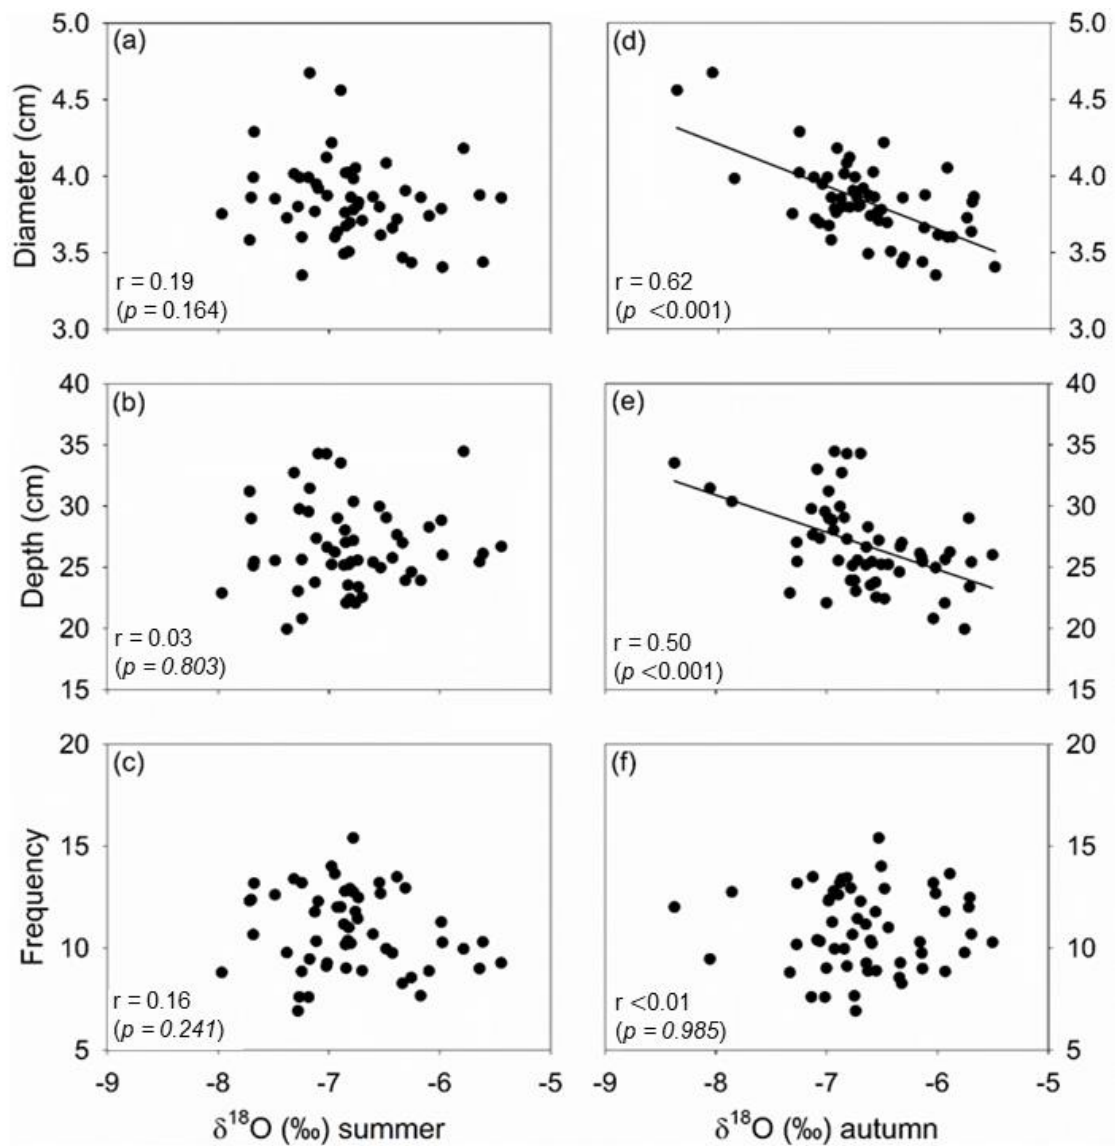 (a)
5.0
4.5
4.0
3.5
3.0
Diameter (cm)
r = 0.19
(p = 0.164)
(d)
5.0
4.5
4.0
3.5
3.0
r = 0.62
(p <0.001)
(b)
40
35
30
25
20
15
Depth (cm)
r = 0.03
(p = 0.803)
(e)
40
35
30
25
20
15
r = 0.50
(p <0.001)
(c)
20
15
10
5
Frequency
r = 0.16
(p = 0.241)
-9 -8 -7 -6 -5
δ¹⁸O (‰) summer
(f)
20
15
10
5
r <0.01
(p = 0.985)
-9 -8 -7 -6 -5
δ¹⁸O (‰) autumn